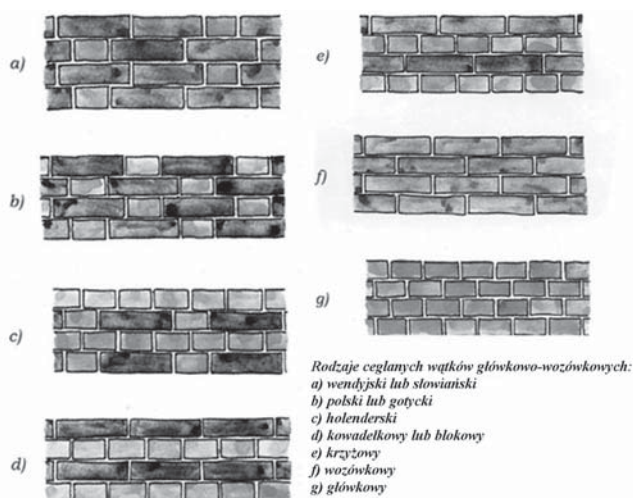 a)
b)
c)
d)
e)
f)
g)
Rodzaje ceglanych wątków główkowo-wozówkowych:
a) wendyjski lub słowiański
b) polski lub gotycki
c) holenderski
d) kowadełkowy lub blokowy
e) krzyżowy
f) wozówkowy
g) główkowy